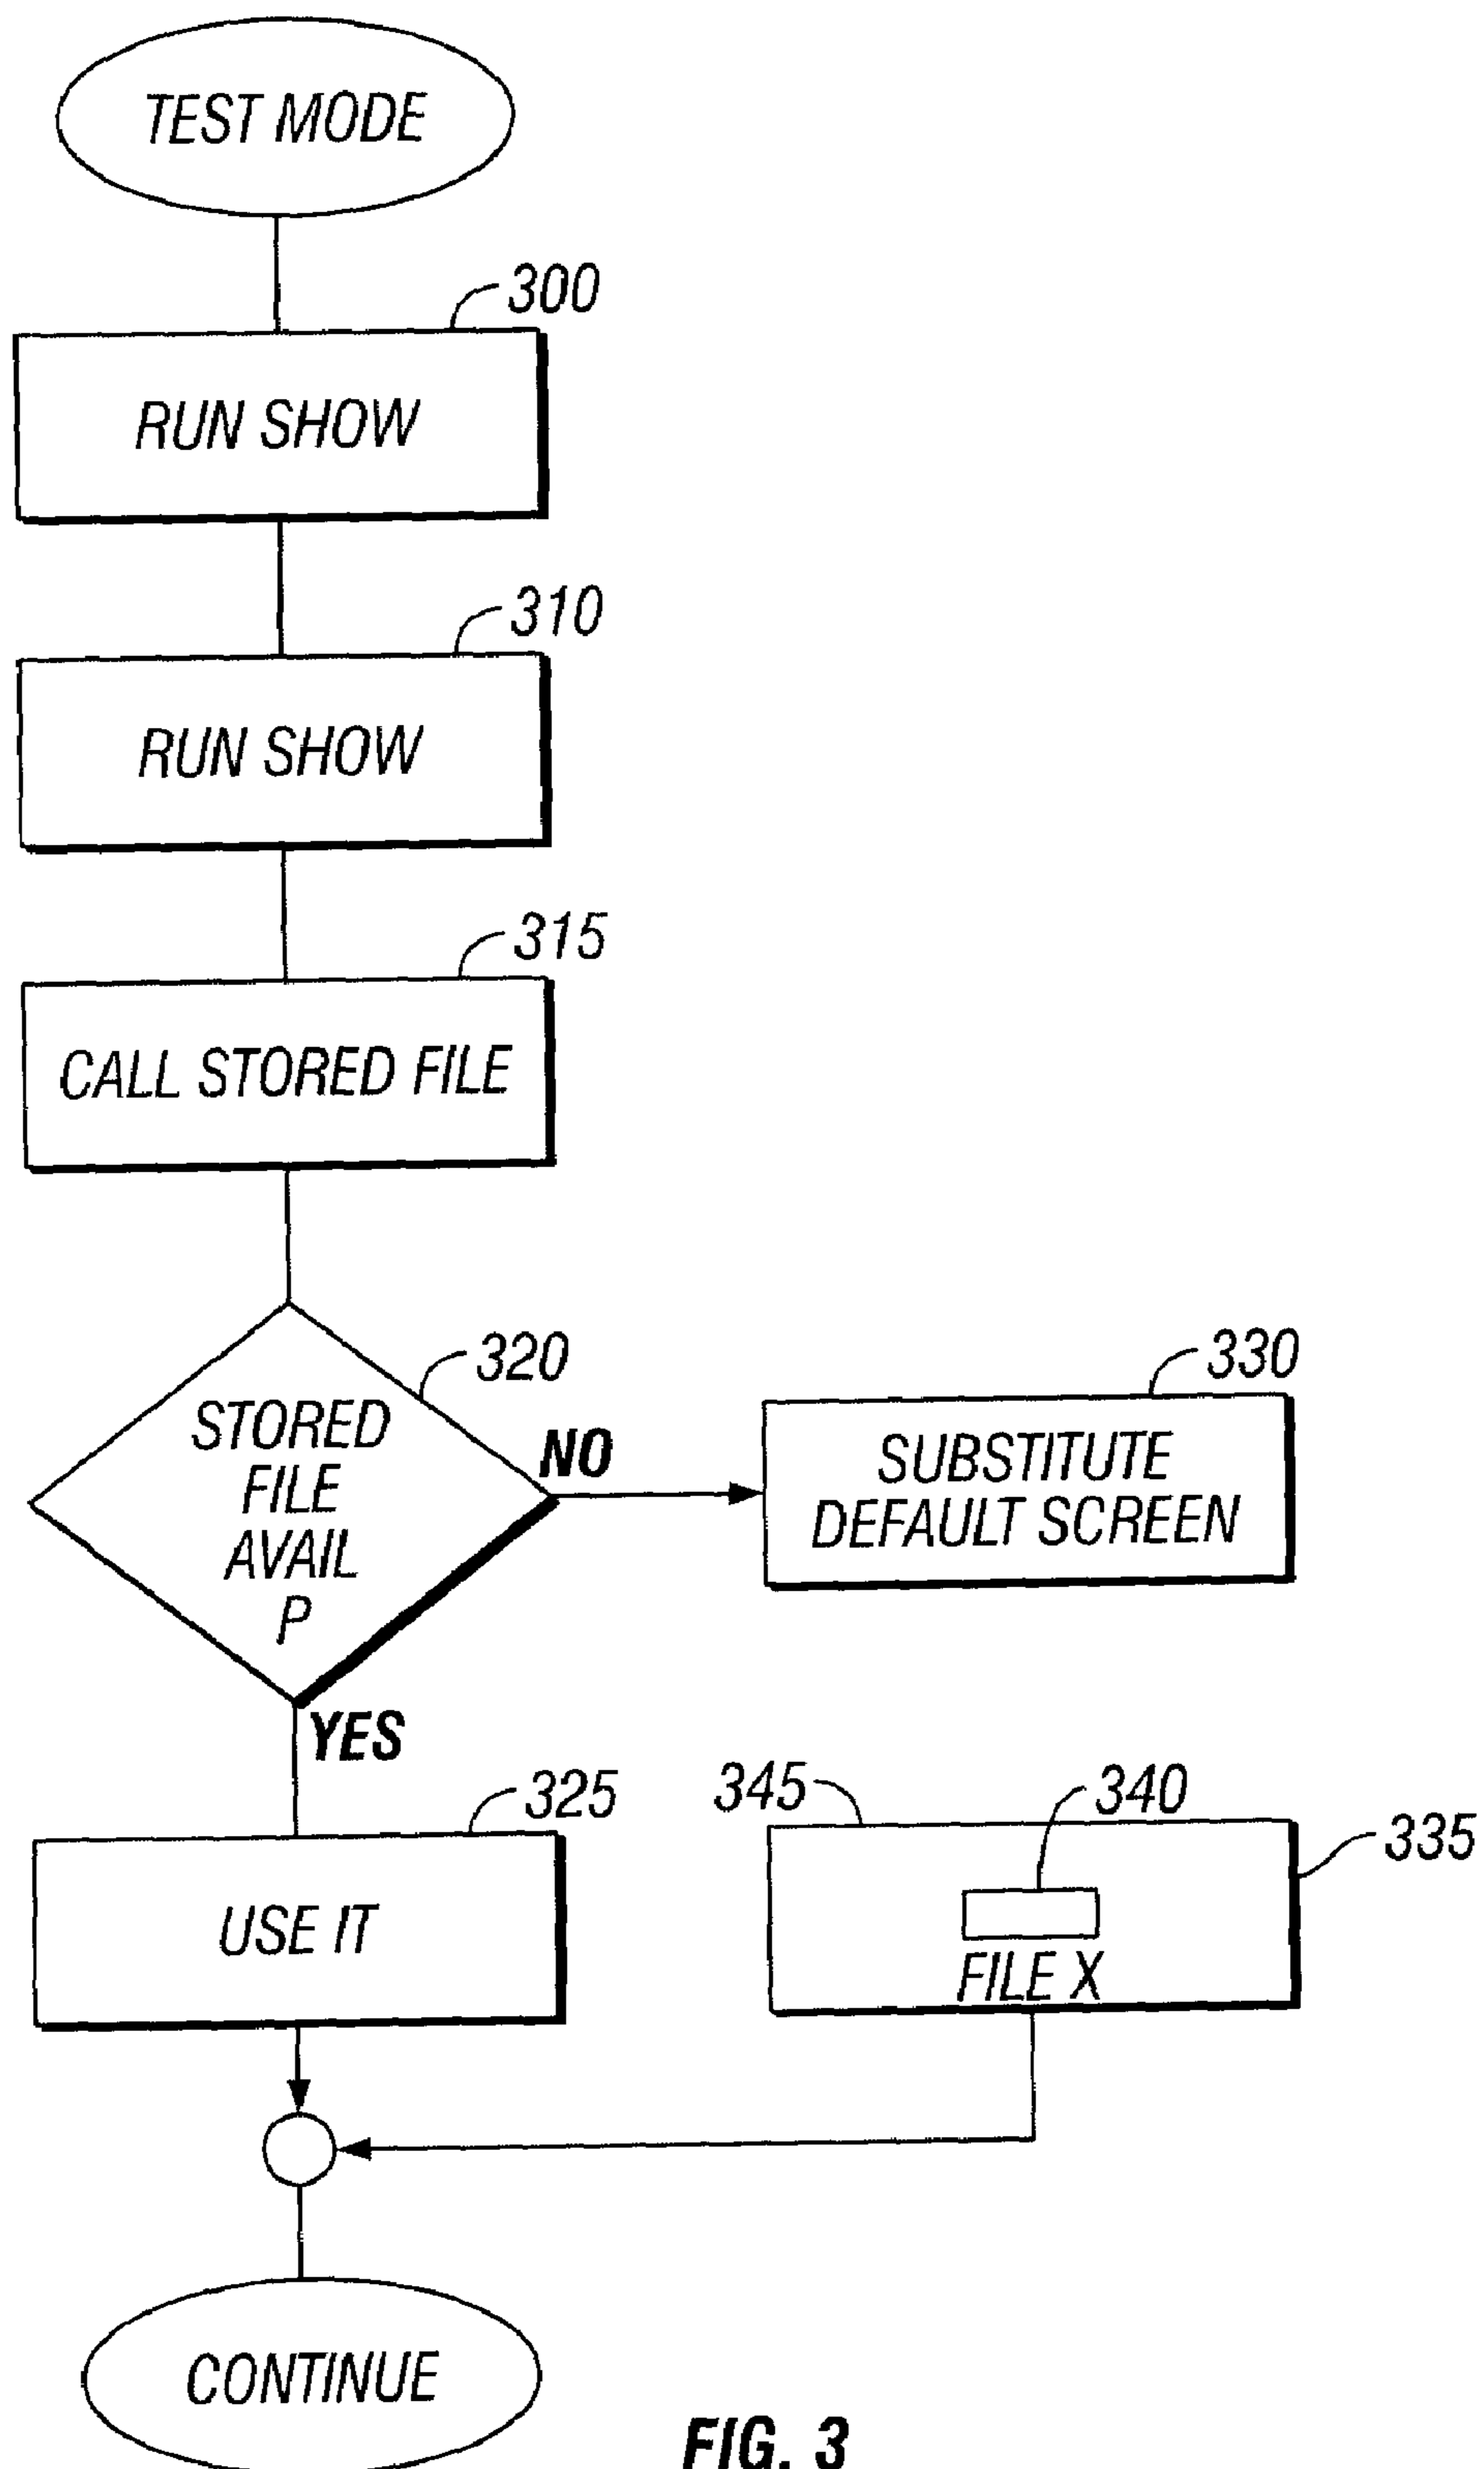 TEST MODE
300
RUN SHOW
310
RUN SHOW
315
CALL STORED FILE
320
STORED
FILE
AVAIL
P
NO
330
SUBSTITUTE
DEFAULT SCREEN
YES
325
USE IT
345
340
335
FILE X
CONTINUE
FIG. 3